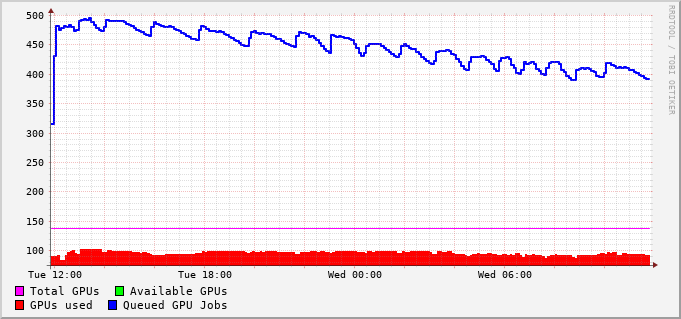 500
450
400
350
300
250
200
150
100
Tue 12:00 Tue 18:00 Wed 00:00 Wed 06:00
Total GPUs Available GPUs
GPUs used Queued GPU Jobs
RRDTOOL / TOBI OETIKER